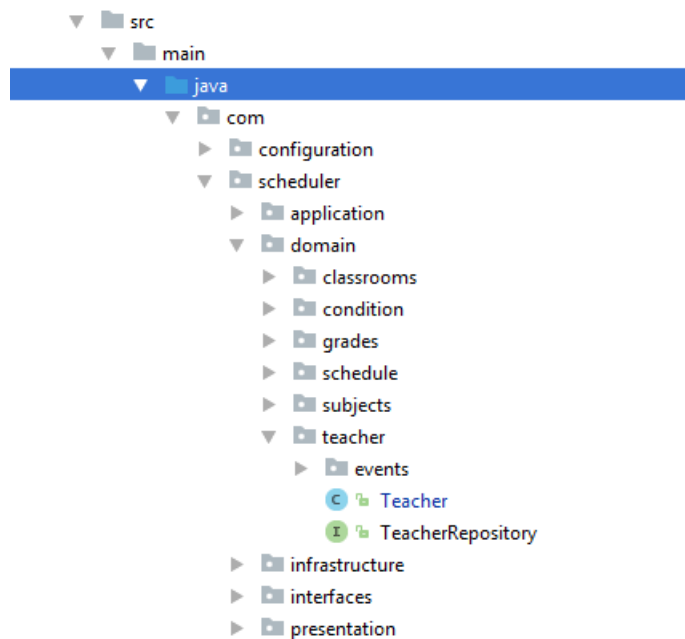 src
main
java
com
configuration
scheduler
application
domain
classrooms
condition
grades
schedule
subjects
teacher
events
C Teacher
I TeacherRepository
infrastructure
interfaces
presentation